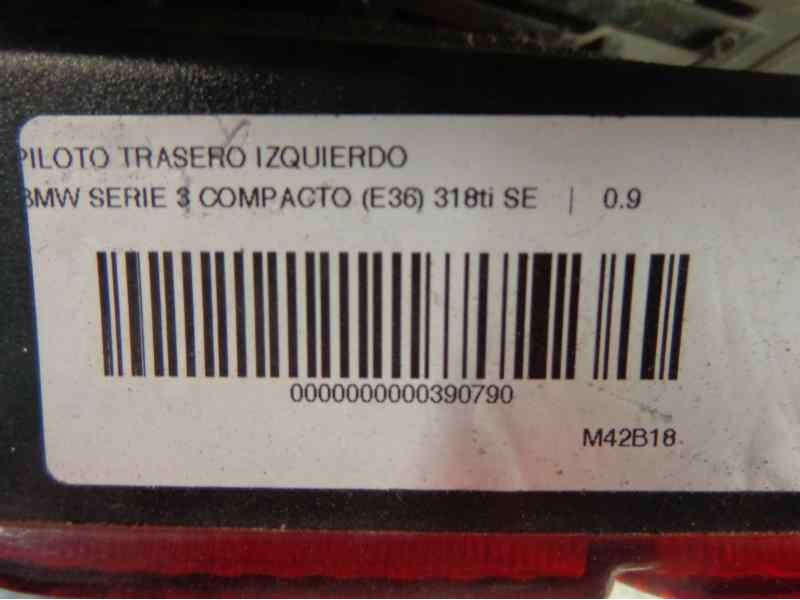 PILOTO TRASERO IZQUIERDO
BMW SERIE 3 COMPACTO (E36) 318ti SE | 0.9
0000000000390790
M42B18